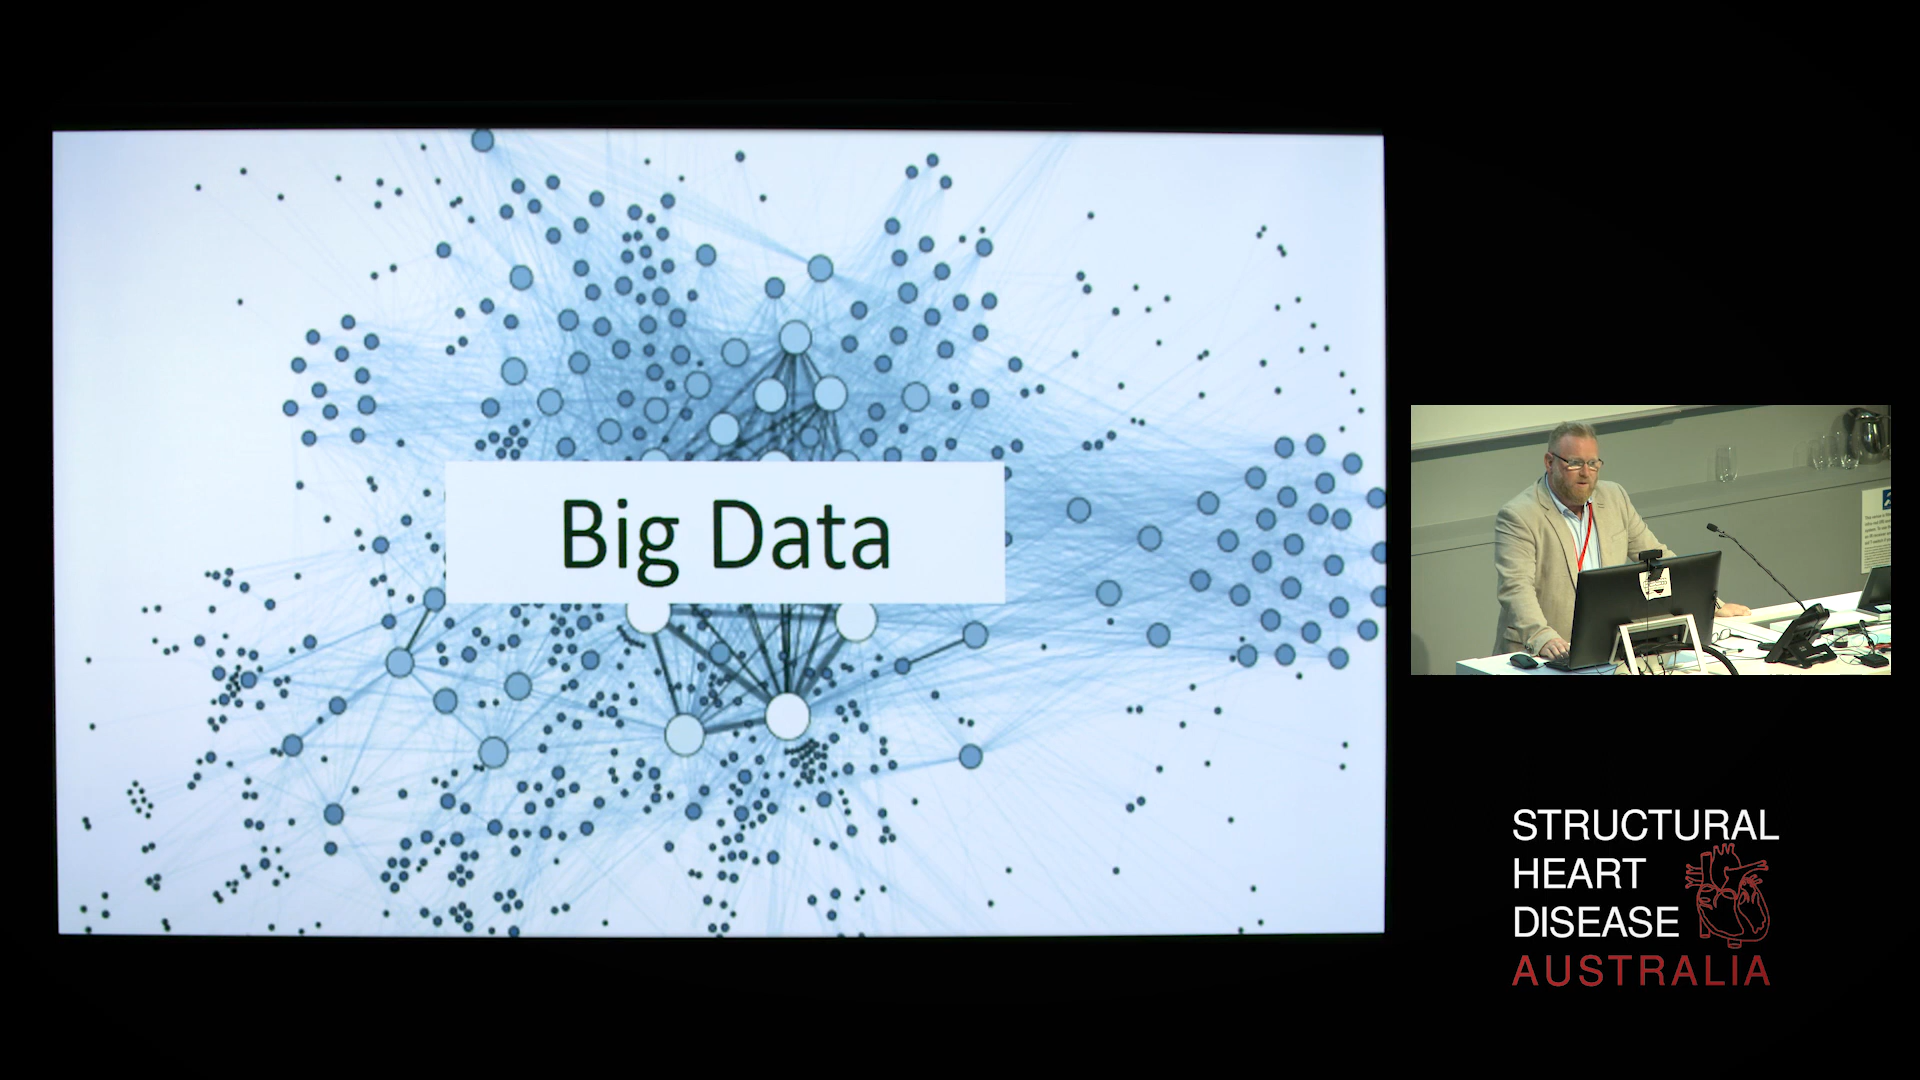 Big Data
STRUCTURAL
HEART
DISEASE
AUSTRALIA